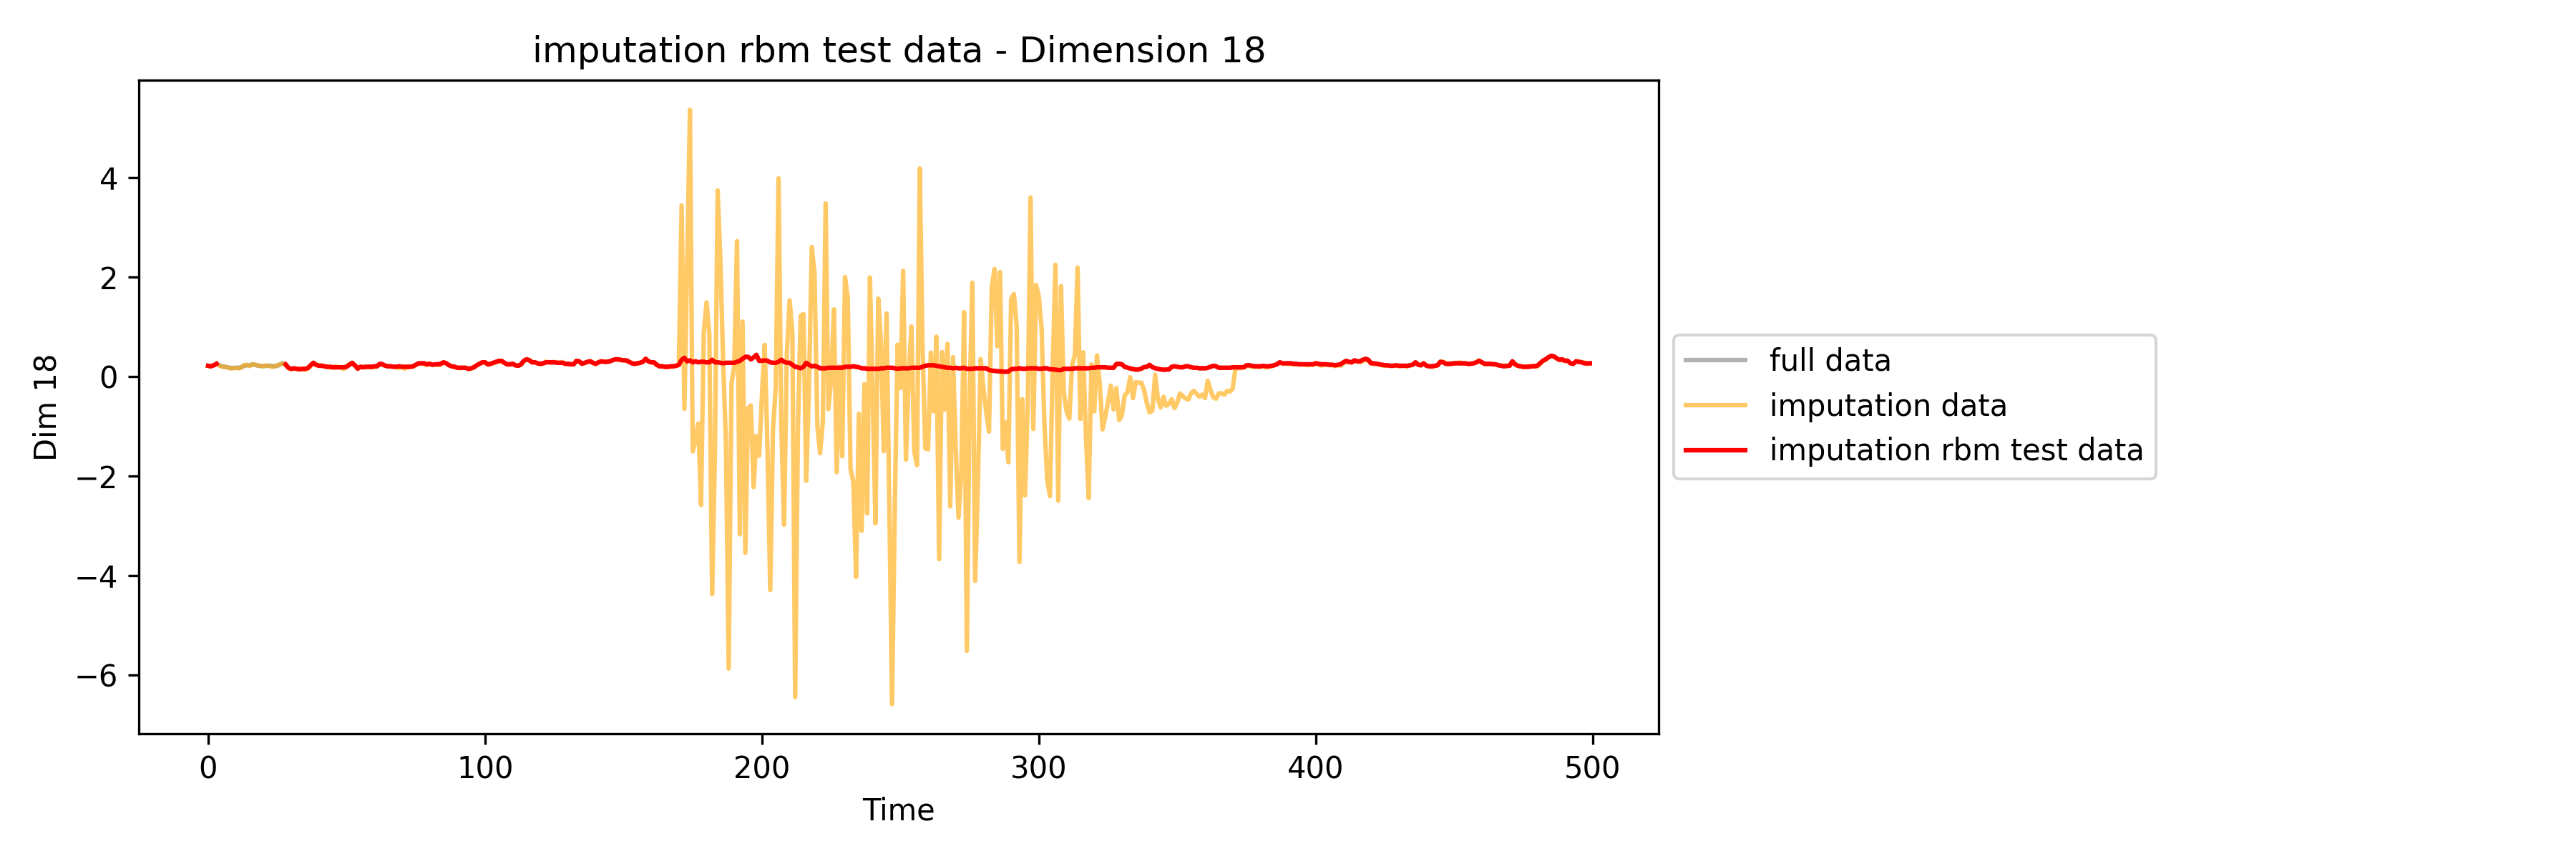 imputation rbm test data - Dimension 18
4
2
0
−2
−4
−6
Dim 18
0 100 200 300 400 500
Time
full data
imputation data
imputation rbm test data